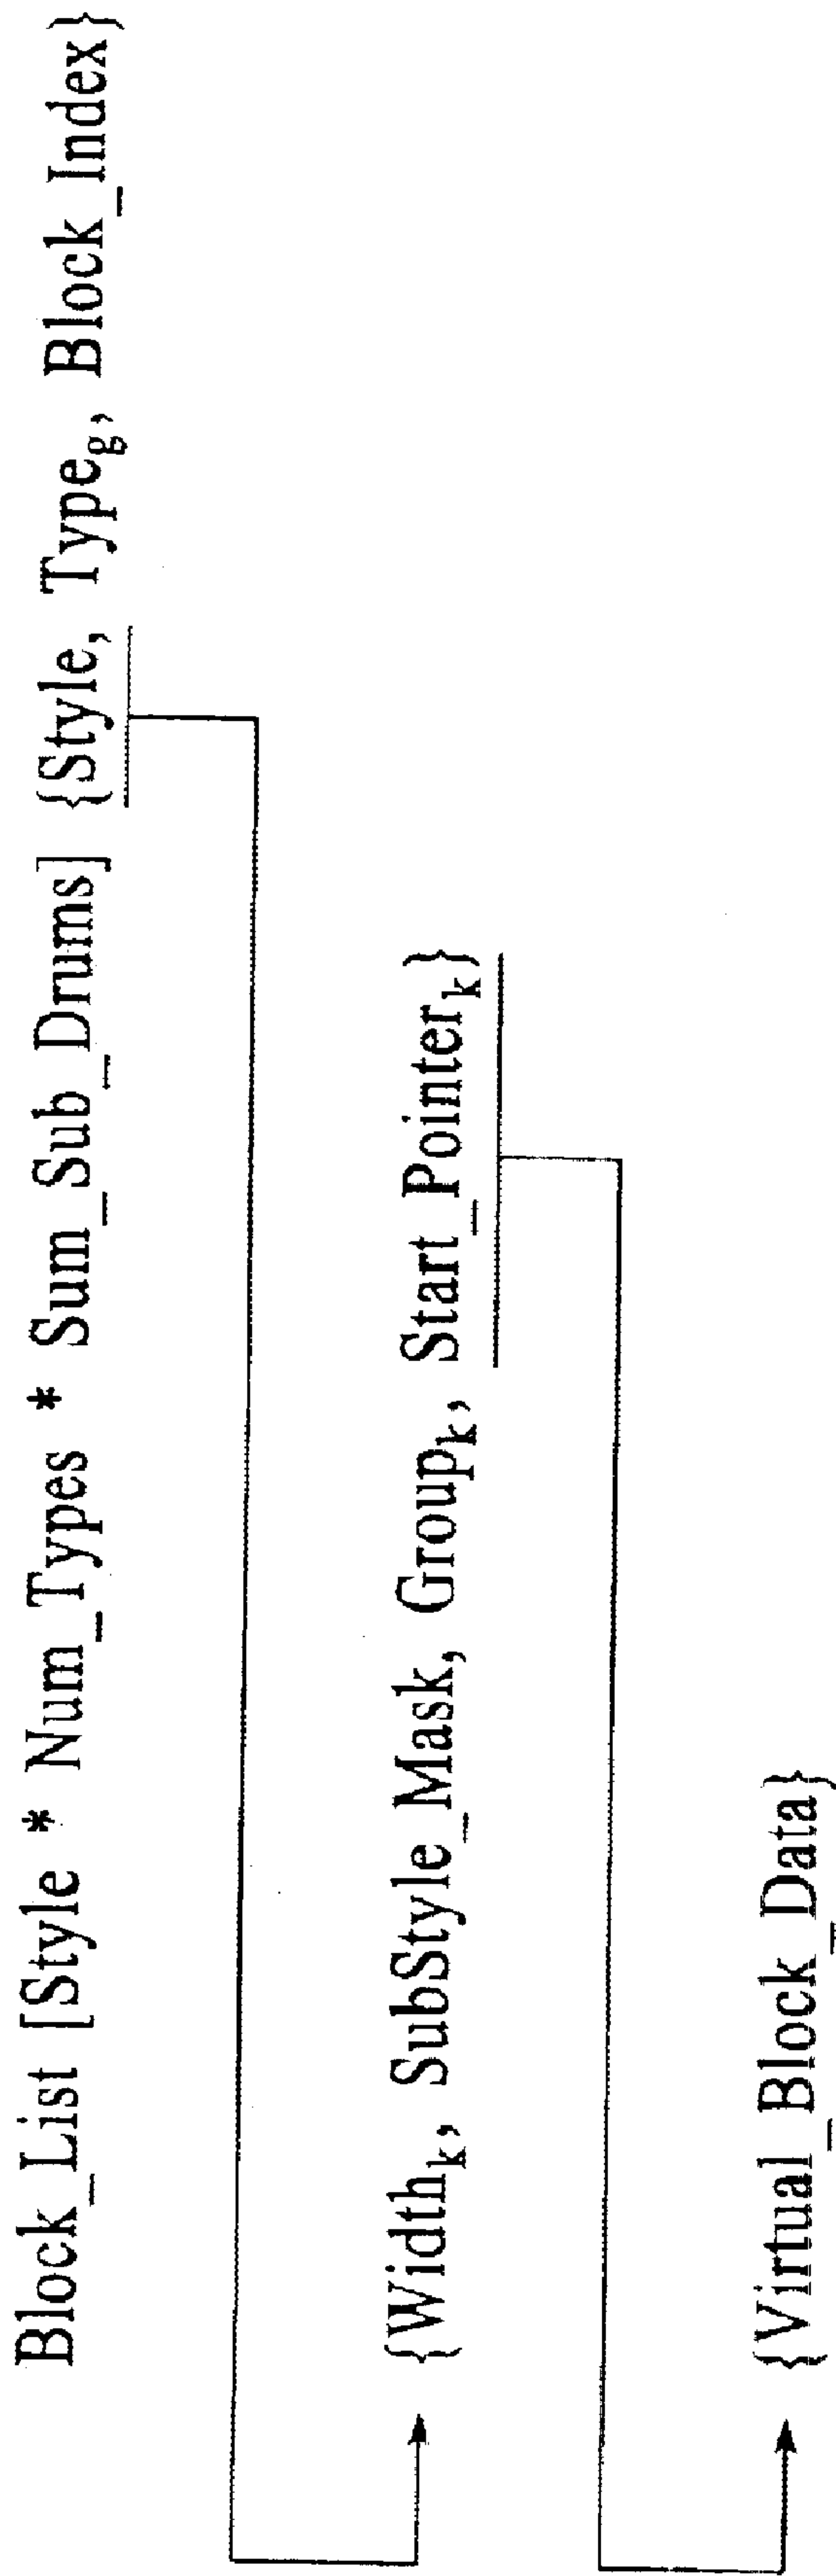 Block_List [Style * Num_Types * Sum_Sub_Drums] {Style, Type_g, Block_Index}
{Width_k, SubStyle_Mask, Group_k, Start_Pointer_k}
{Virtual_Block_Data}